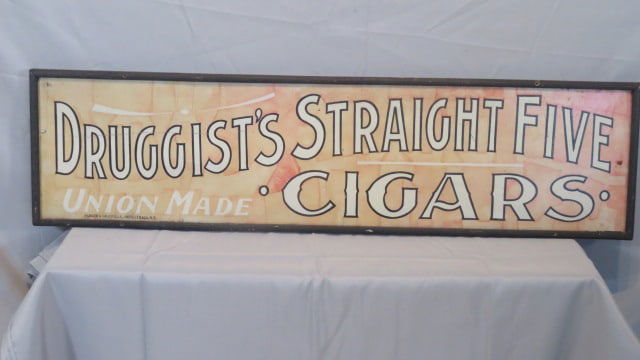 DRUGGIST'S STRAIGHT FIVE
UNION MADE
·CIGARS·